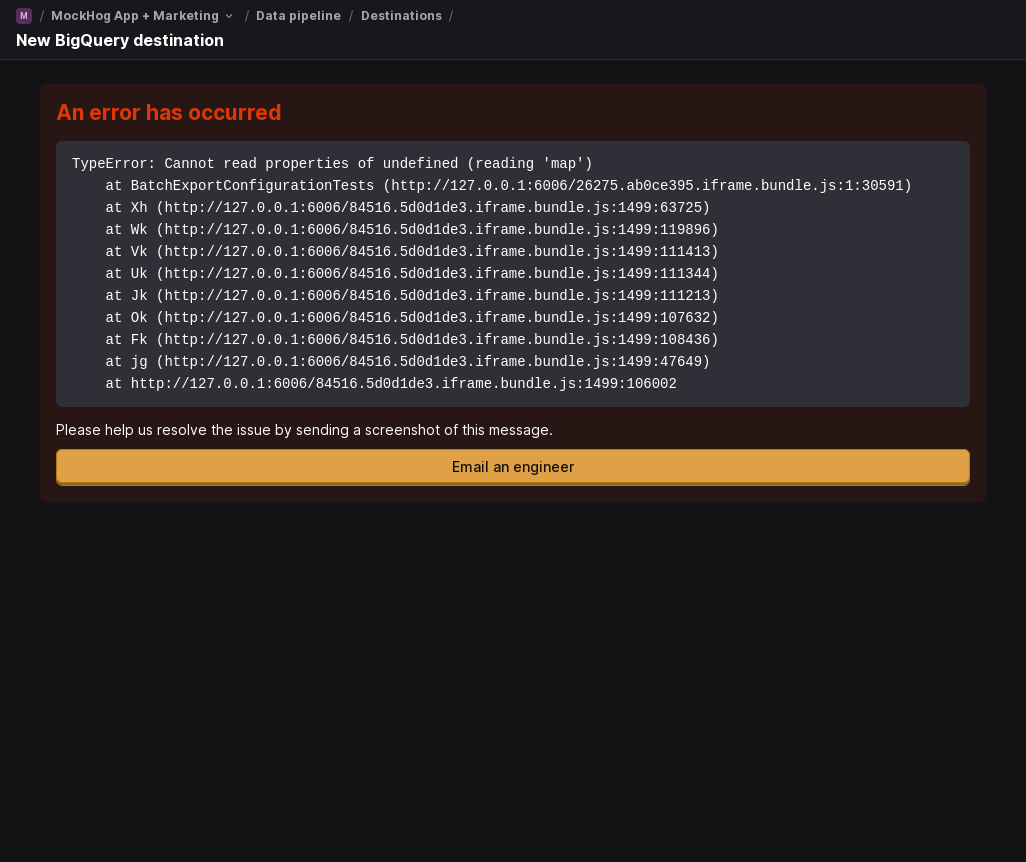 M / MockHog App + Marketing / Data pipeline / Destinations /
New BigQuery destination
An error has occurred
TypeError: Cannot read properties of undefined (reading 'map')
    at BatchExportConfigurationTests (http://127.0.0.1:6006/26275.ab0ce395.iframe.bundle.js:1:30591)
    at Xh (http://127.0.0.1:6006/84516.5d0d1de3.iframe.bundle.js:1499:63725)
    at Wk (http://127.0.0.1:6006/84516.5d0d1de3.iframe.bundle.js:1499:119896)
    at Vk (http://127.0.0.1:6006/84516.5d0d1de3.iframe.bundle.js:1499:111413)
    at Uk (http://127.0.0.1:6006/84516.5d0d1de3.iframe.bundle.js:1499:111344)
    at Jk (http://127.0.0.1:6006/84516.5d0d1de3.iframe.bundle.js:1499:111213)
    at Ok (http://127.0.0.1:6006/84516.5d0d1de3.iframe.bundle.js:1499:107632)
    at Fk (http://127.0.0.1:6006/84516.5d0d1de3.iframe.bundle.js:1499:108436)
    at jg (http://127.0.0.1:6006/84516.5d0d1de3.iframe.bundle.js:1499:47649)
    at http://127.0.0.1:6006/84516.5d0d1de3.iframe.bundle.js:1499:106002
Please help us resolve the issue by sending a screenshot of this message.
Email an engineer